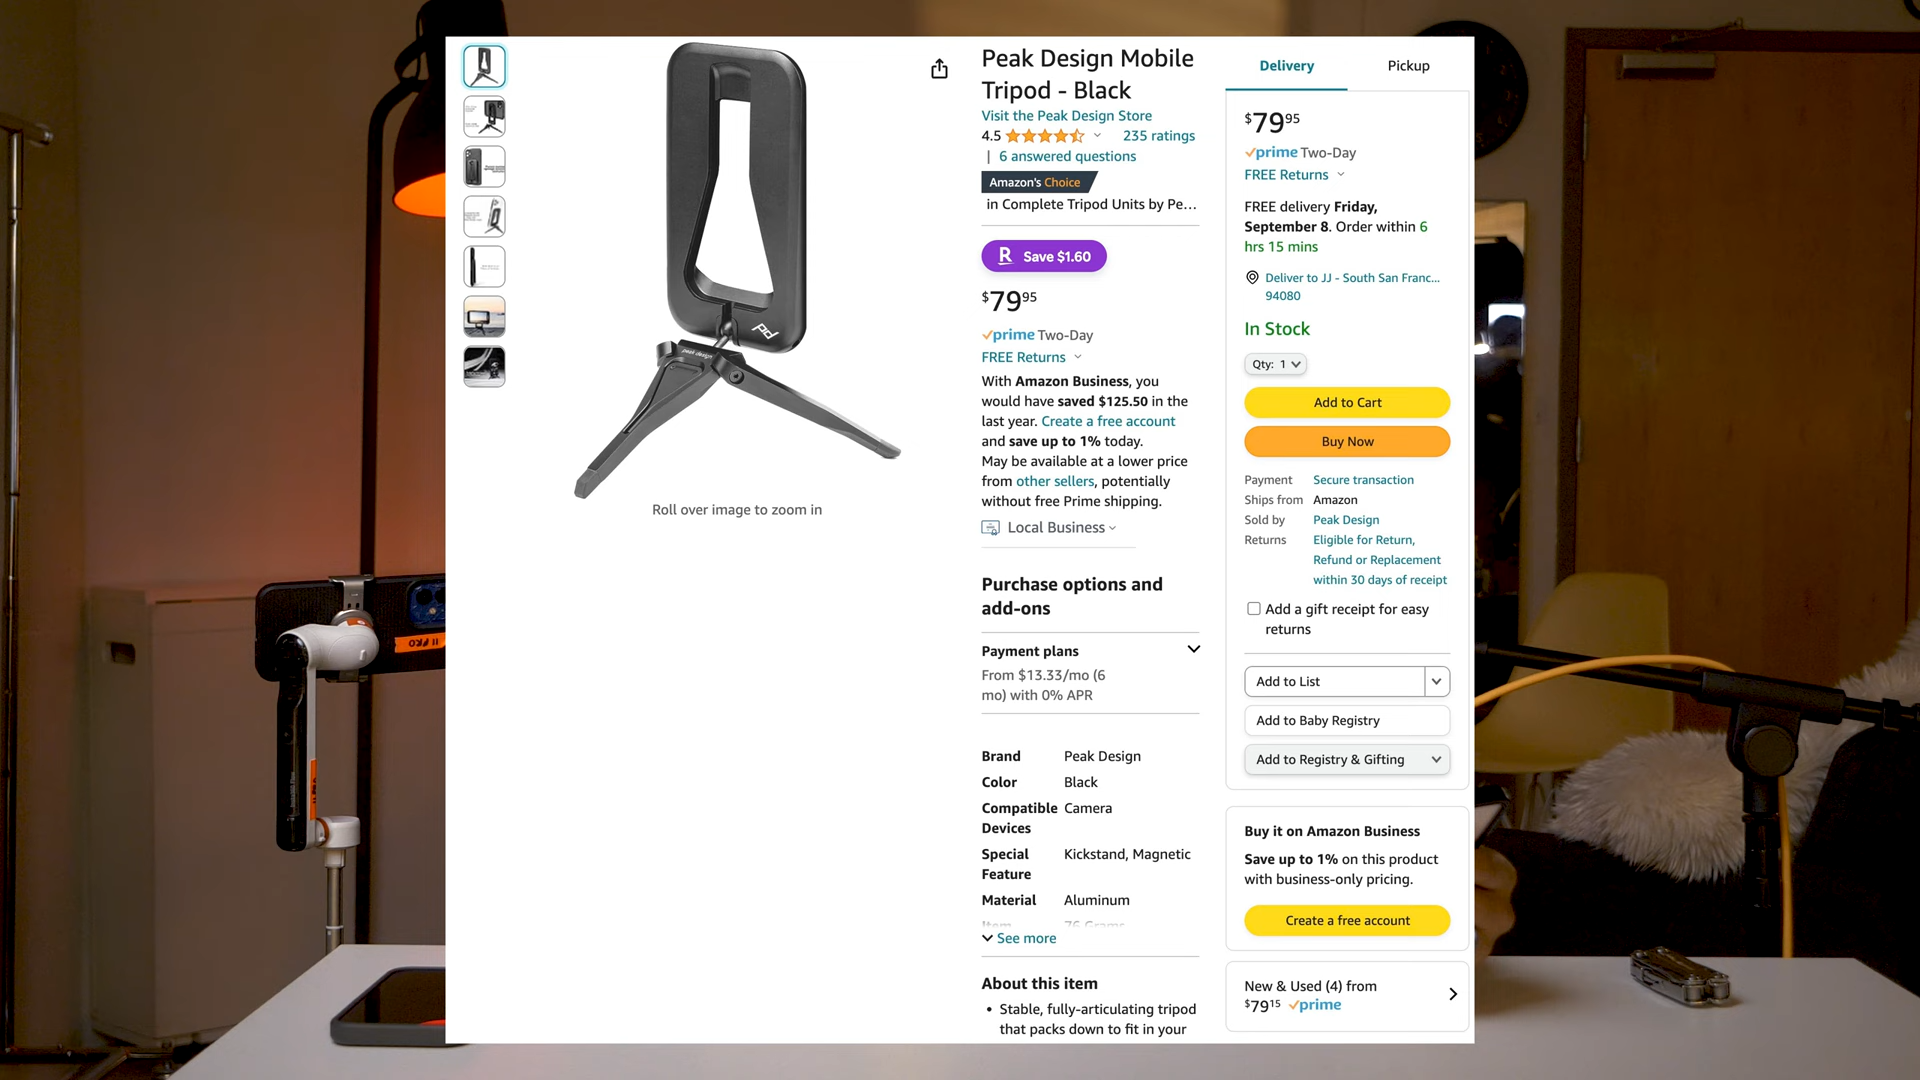 Peak Design Mobile
Tripod - Black
Visit the Peak Design Store
4.5
235 ratings
| 6 answered questions
Amazon's Choice
in Complete Tripod Units by Pe...
R Save $1.60
$79 95
prime Two-Day
FREE Returns
With Amazon Business, you
would have saved $125.50 in the
last year. Create a free account
and save up to 1% today.
May be available at a lower price
from other sellers, potentially
without free Prime shipping.
Local Business
Purchase options and
add-ons
Payment plans
From $13.33/mo (6
mo) with 0% APR
Brand Peak Design
Color Black
Compatible Camera
Devices
Special Kickstand, Magnetic
Feature
Material Aluminum
Item 76 Grams
See more
About this item
• Stable, fully-articulating tripod
that packs down to fit in your
peak design
pd
Roll over image to zoom in
Delivery Pickup
$79 95
prime Two-Day
FREE Returns
FREE delivery Friday,
September 8. Order within 6
hrs 15 mins
Deliver to JJ - South San Franc...
94080
In Stock
Qty: 1
Add to Cart
Buy Now
Payment Secure transaction
Ships from Amazon
Sold by Peak Design
Returns Eligible for Return,
Refund or Replacement
within 30 days of receipt
Add a gift receipt for easy
returns
Add to List
Add to Baby Registry
Add to Registry & Gifting
Buy it on Amazon Business
Save up to 1% on this product
with business-only pricing.
Create a free account
New & Used (4) from
$79 15 prime